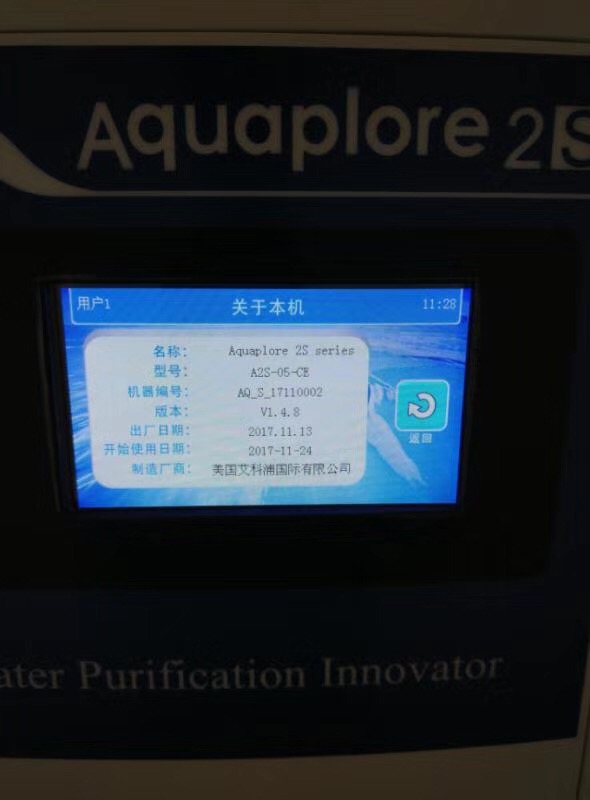 Aquaplore 2S
用户1 关于本机 11:28
名称: Aquaplore 2S series
型号: A2S-05-CE
机器编号: AQ_S_17110002
版本: V1.4.8
出厂日期: 2017.11.13
开始使用日期: 2017-11-24
制造厂商: 美国艾科浦国际有限公司
返回
ater Purification Innovator